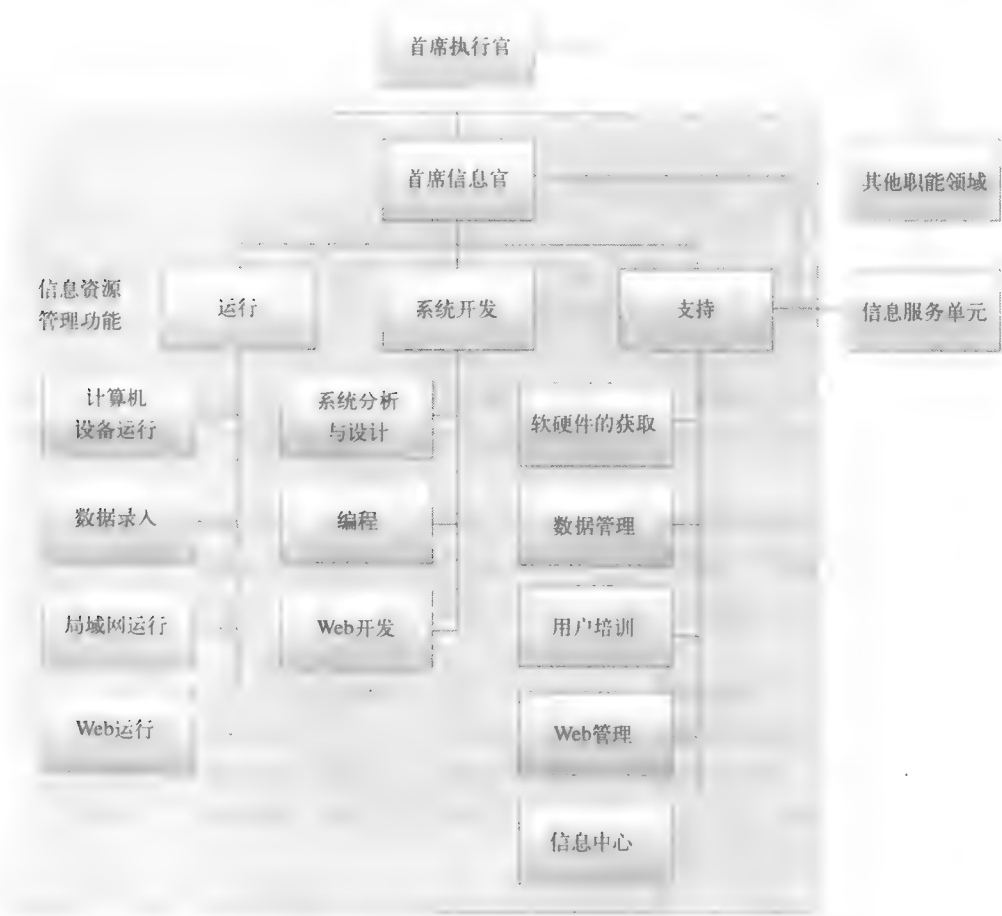 首席执行官
首席信息官
其他职能领域
信息资源
管理功能
运行
系统开发
支持
信息服务单元
计算机
设备运行
系统分析
与设计
软硬件的获取
数据录人
编程
数据管理
局域网运行
Web开发
用户培训
Web运行
Web管理
信息中心